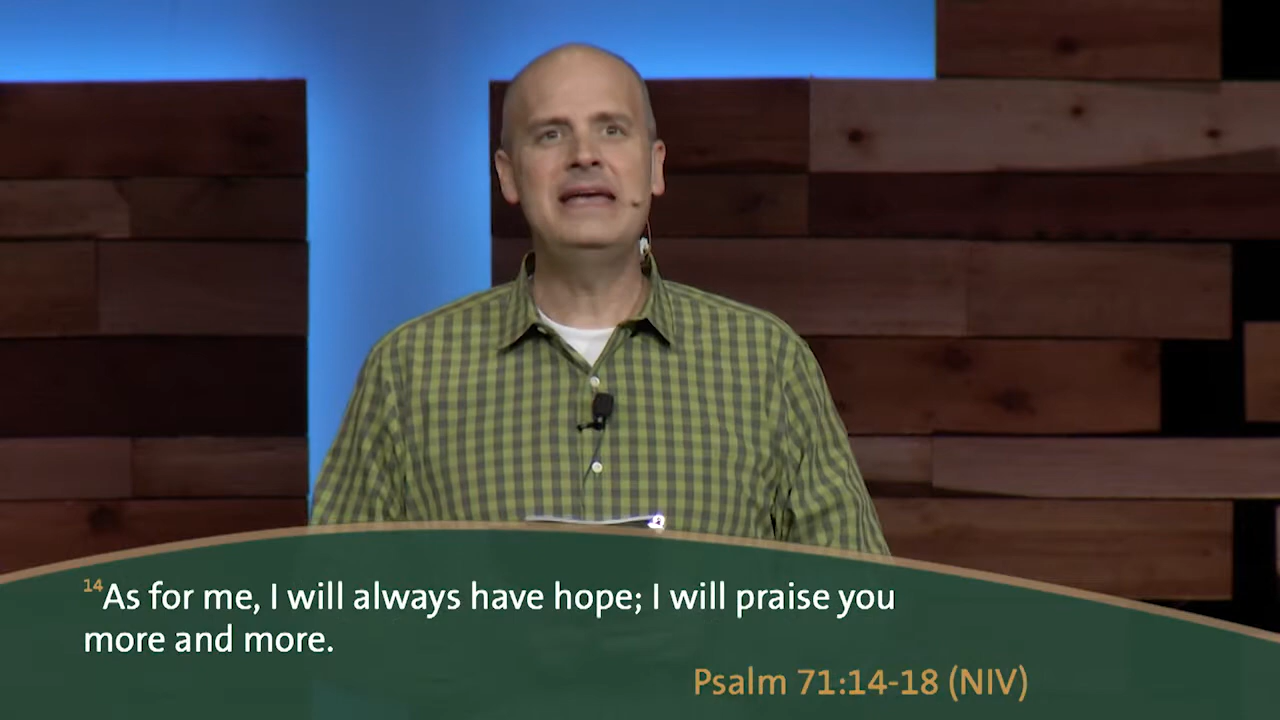 14As for me, I will always have hope; I will praise you
more and more.
Psalm 71:14-18 (NIV)